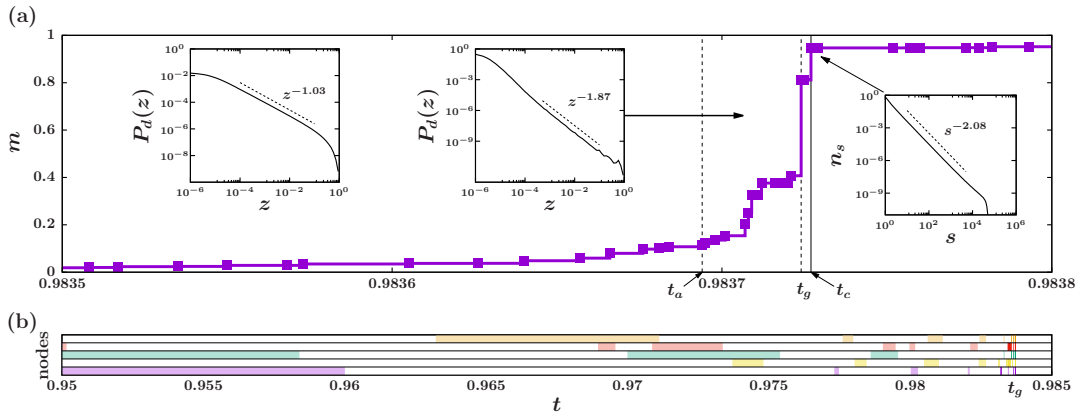 (a)
m
1
0.8
0.6
0.4
0.2
0
0.9835
0.9836
0.9837
0.9838
t_a
t_g
t_c
P_d(z)
10^0
10^−2
10^−4
10^−6
10^−8
z^−1.03
10^−6
10^−4
10^−2
10^0
z
P_d(z)
10^0
10^−3
10^−6
10^−9
z^−1.87
10^−6
10^−4
10^−2
10^0
z
n_s
10^0
10^−3
10^−6
10^−9
s^−2.08
10^0
10^2
10^4
10^6
s
(b)
nodes
0.95
0.955
0.96
0.965
0.97
0.975
0.98
t_g
0.985
t